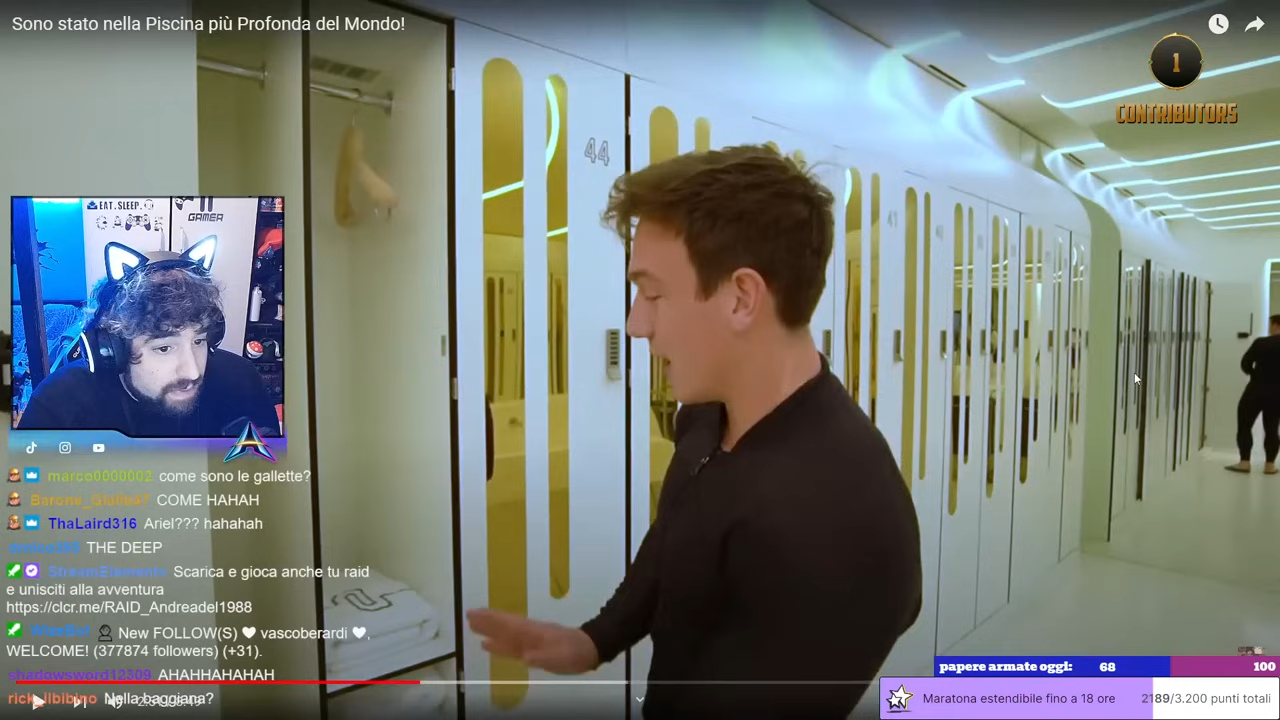 Sono stato nella Piscina più Profonda del Mondo!
1
CONTRIBUTORS
44
EAT. SLEEP.
GAMER
marco0000002 come sono le gallette?
COME HAHAH
ThaLaird316 Ariel??? hahahah
THE DEEP
StreamElements Scarica e gioca anche tu raid
e unisciti alla avventura
https://clcr.me/RAID_Andreadel1988
WizeBot New FOLLOW(S) vascoberardi ,
WELCOME! (377874 followers) (+31).
shadowsword12309 AHAHHAHAHAH
Nella baggiana?
papere armate oggi: 68 100
Maratona estendibile fino a 18 ore 2189/3.200 punti totali